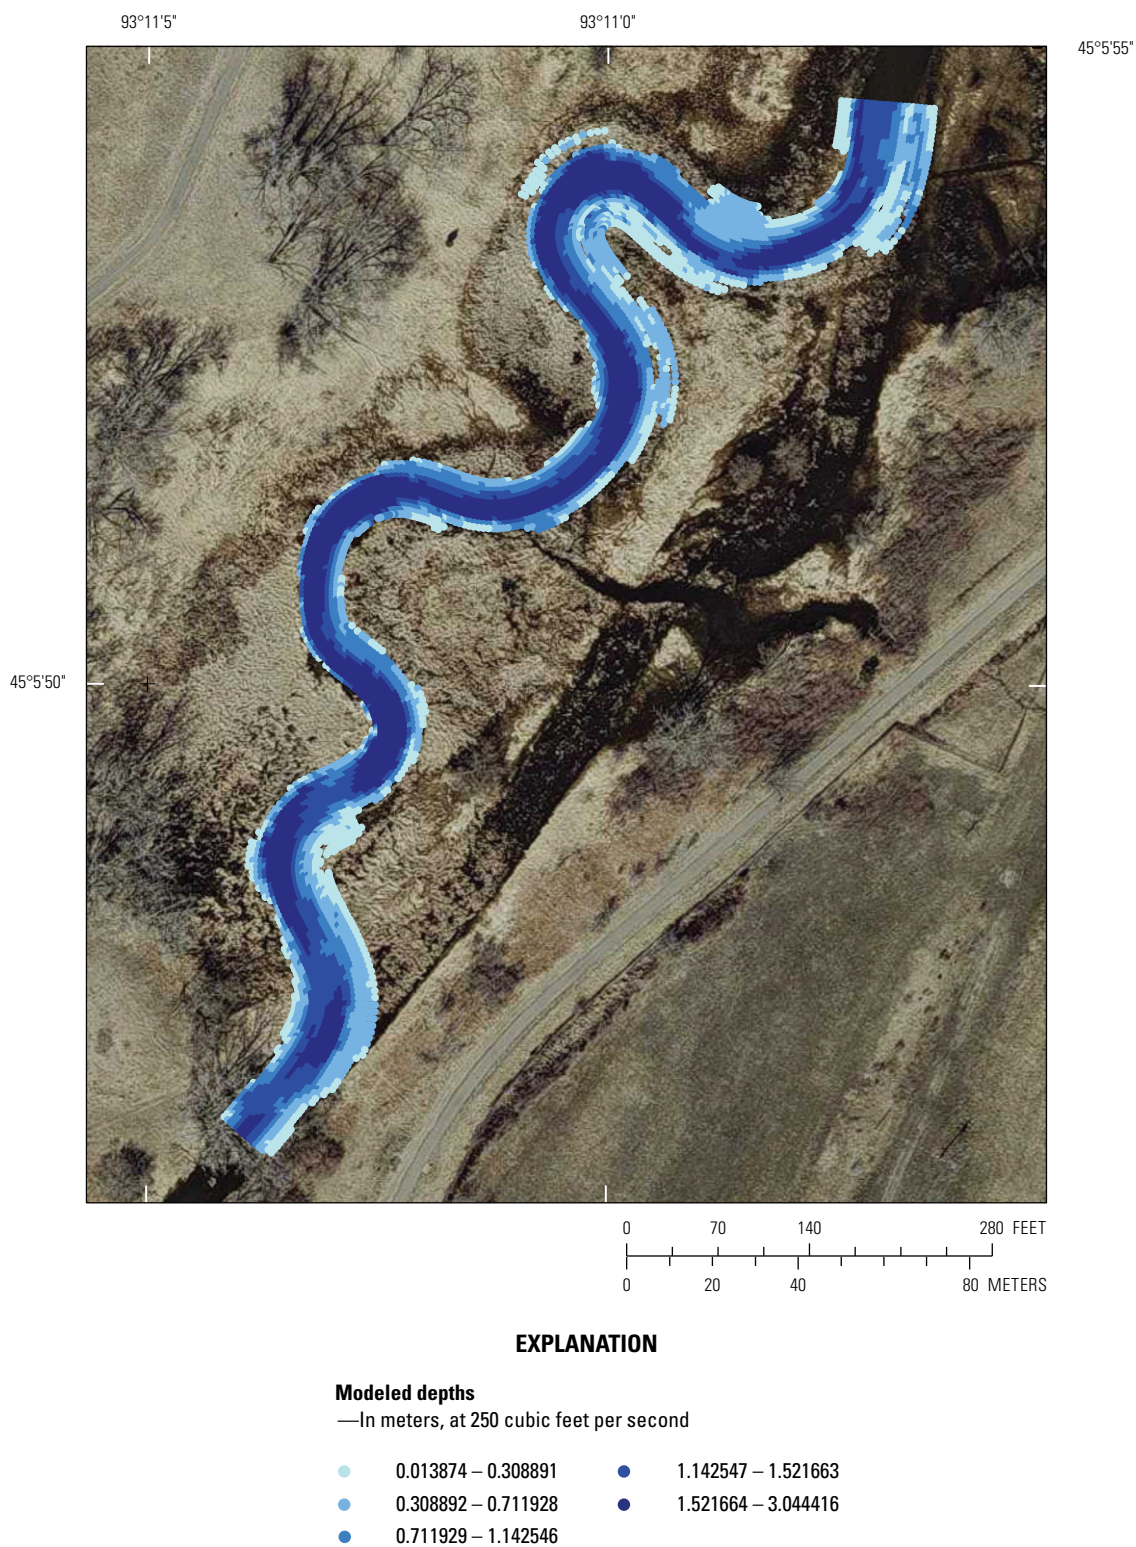 93°11'5"
93°11'0"
45°5'55"
45°5'50"
0 70 140 280 FEET
0 20 40 80 METERS
EXPLANATION
Modeled depths
—In meters, at 250 cubic feet per second
0.013874 – 0.308891
0.308892 – 0.711928
0.711929 – 1.142546
1.142547 – 1.521663
1.521664 – 3.044416